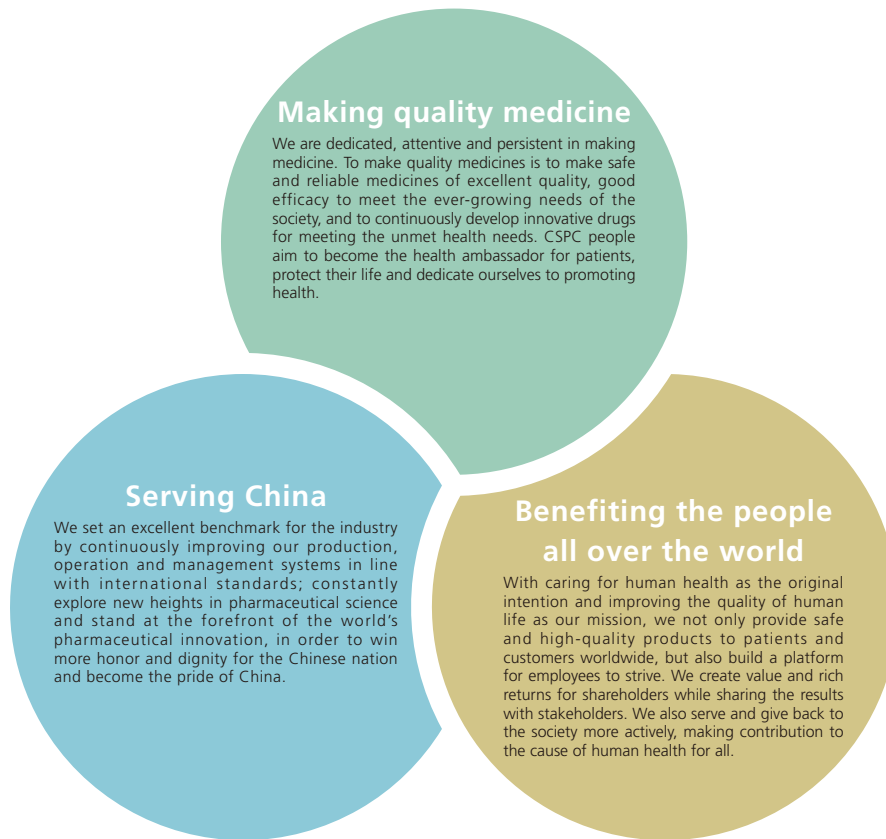 Making quality medicine
We are dedicated, attentive and persistent in making
medicine. To make quality medicines is to make safe
and reliable medicines of excellent quality, good
efficacy to meet the ever-growing needs of the
society, and to continuously develop innovative drugs
for meeting the unmet health needs. CSPC people
aim to become the health ambassador for patients,
protect their life and dedicate ourselves to promoting
health.
Serving China
We set an excellent benchmark for the industry
by continuously improving our production,
operation and management systems in line
with international standards; constantly
explore new heights in pharmaceutical science
and stand at the forefront of the world’s
pharmaceutical innovation, in order to win
more honor and dignity for the Chinese nation
and become the pride of China.
Benefiting the people
all over the world
With caring for human health as the original
intention and improving the quality of human
life as our mission, we not only provide safe
and high-quality products to patients and
customers worldwide, but also build a platform
for employees to strive. We create value and rich
returns for shareholders while sharing the results
with stakeholders. We also serve and give back to
the society more actively, making contribution to
the cause of human health for all.